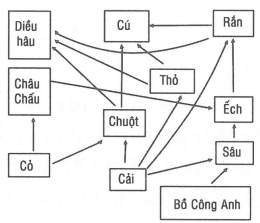 Diều
hâu
Cú
Rắn
Thỏ
Châu
Chấu
Chuột
Ếch
Cỏ
Cải
Sâu
Bồ Công Anh